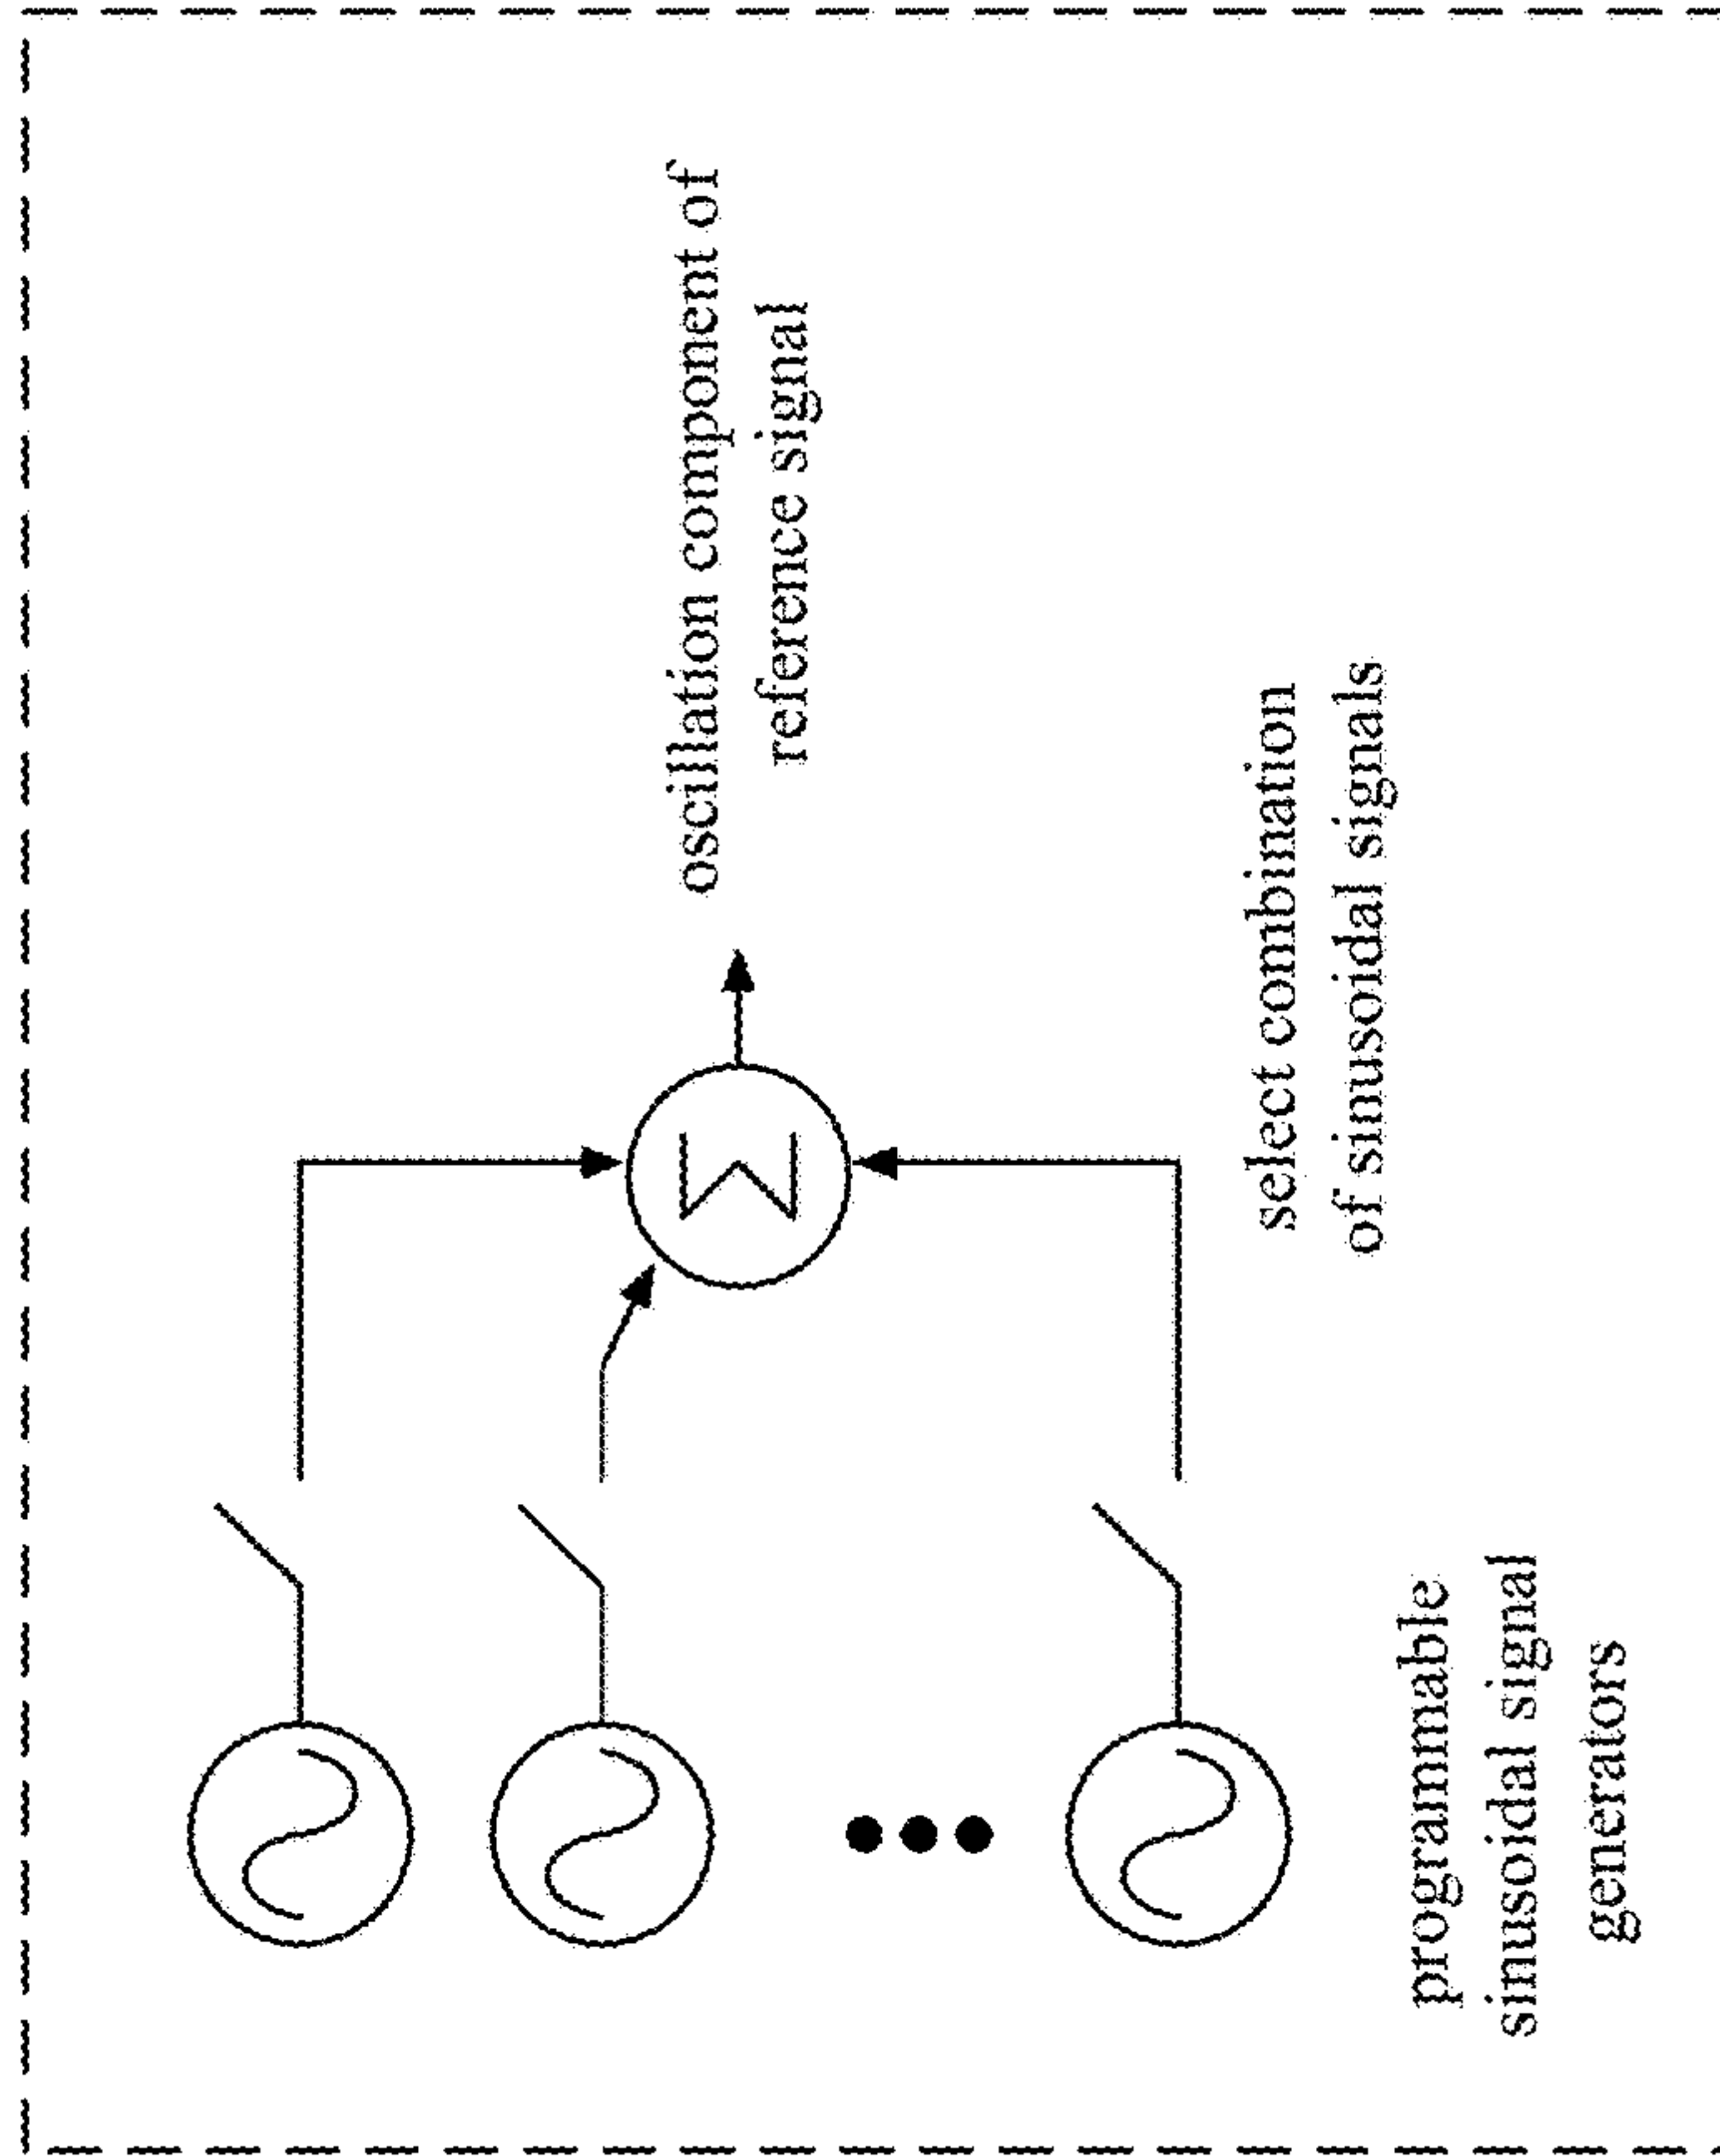 oscillation component of
reference signal
select combination
of sinusoidal signals
programmable
sinusoidal signal
generators
Σ